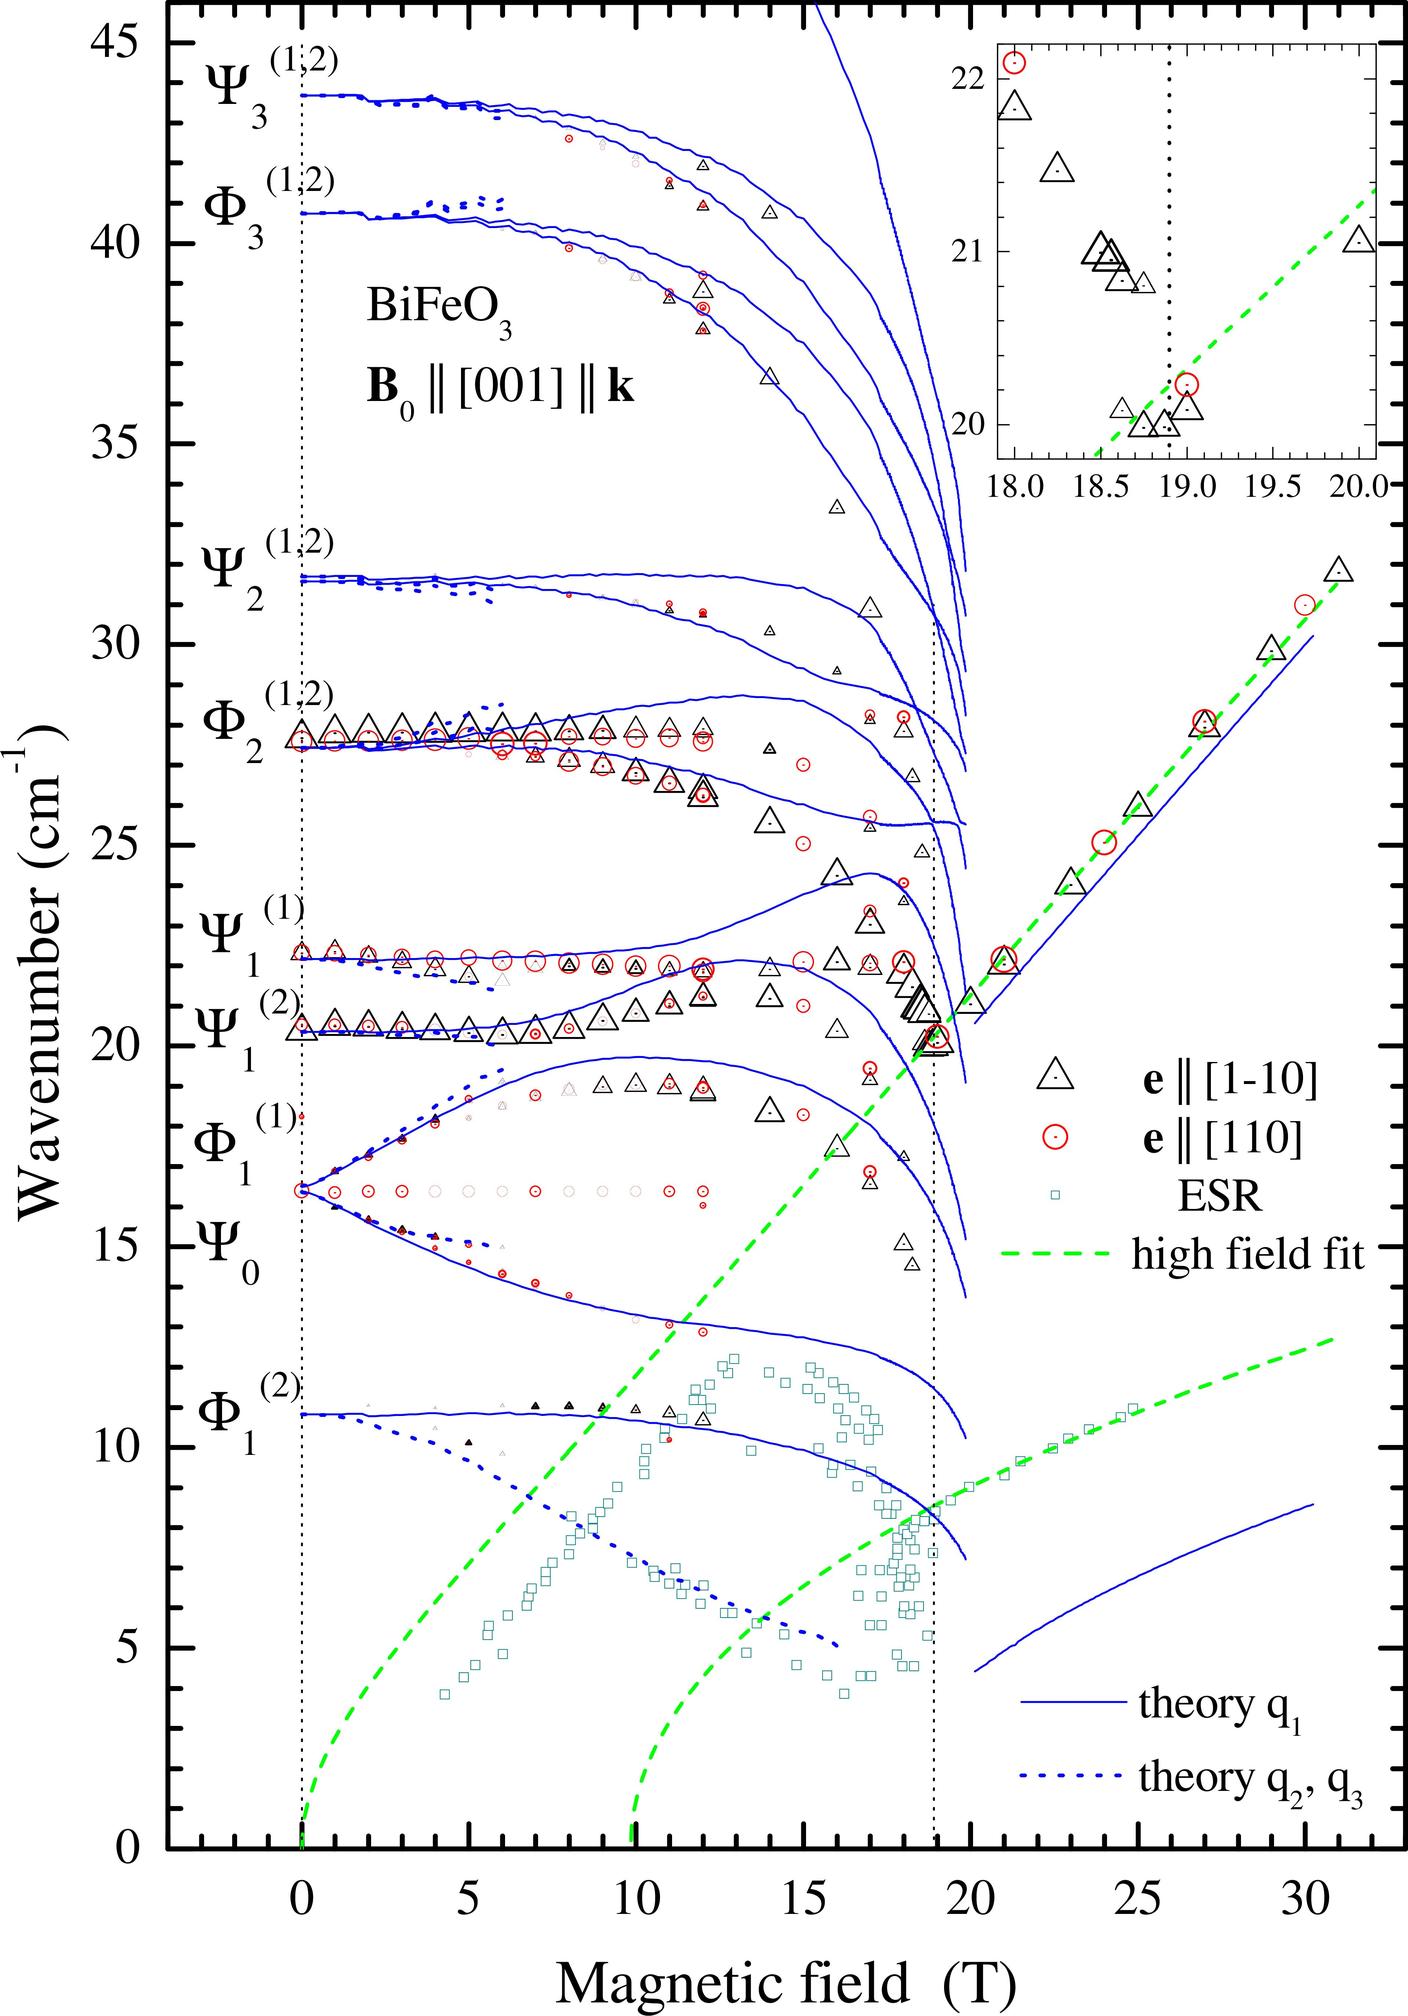 45
40
35
30
25
20
15
10
5
0
Wavenumber (cm⁻¹)
Ψ₃^(1,2)
Φ₃^(1,2)
Ψ₂^(1,2)
Φ₂^(1,2)
Ψ₁^(1)
Ψ₁^(2)
Φ₁^(1)
Ψ₀
Φ₁^(2)
BiFeO₃
B₀ ∥ [001] ∥ k
22
21
20
18.0 18.5 19.0 19.5 20.0
e ∥ [1-10]
e ∥ [110]
ESR
high field fit
theory q₁
theory q₂, q₃
0 5 10 15 20 25 30
Magnetic field (T)